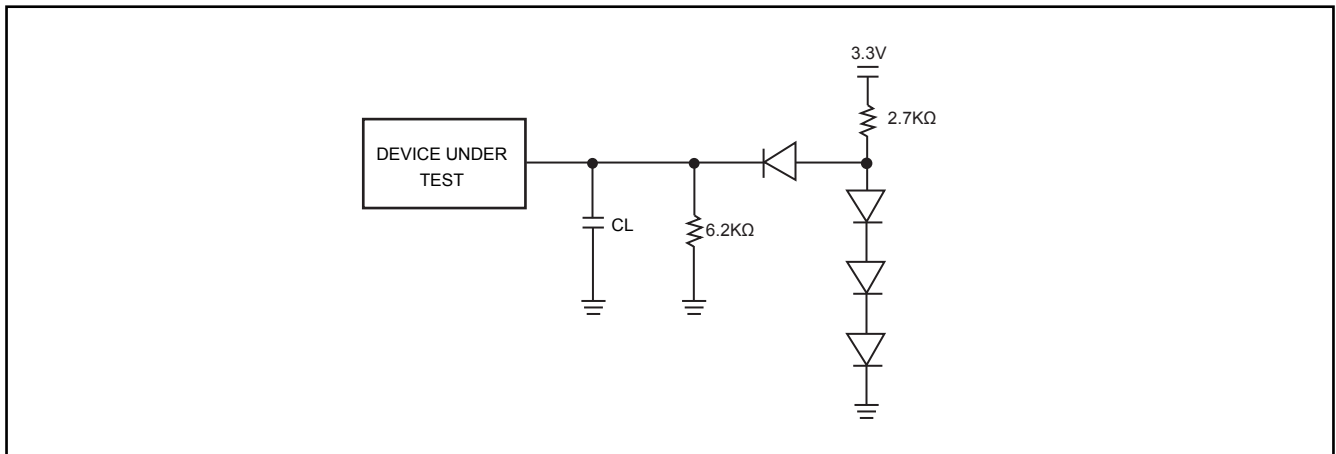 3.3V
2.7KΩ
DEVICE UNDER
TEST
CL
6.2KΩ